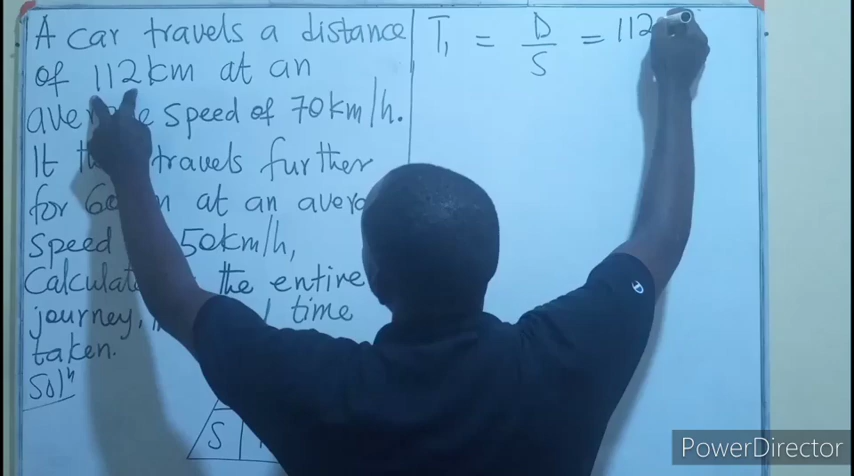 A car travels a distance
of 112km at an
speed of 70km/h.
It travels further
for at an
speed 50km/h,
Calculate the entire
journey, time
taken.
Solⁿ
S
T₁ = D/S = 112
PowerDirector